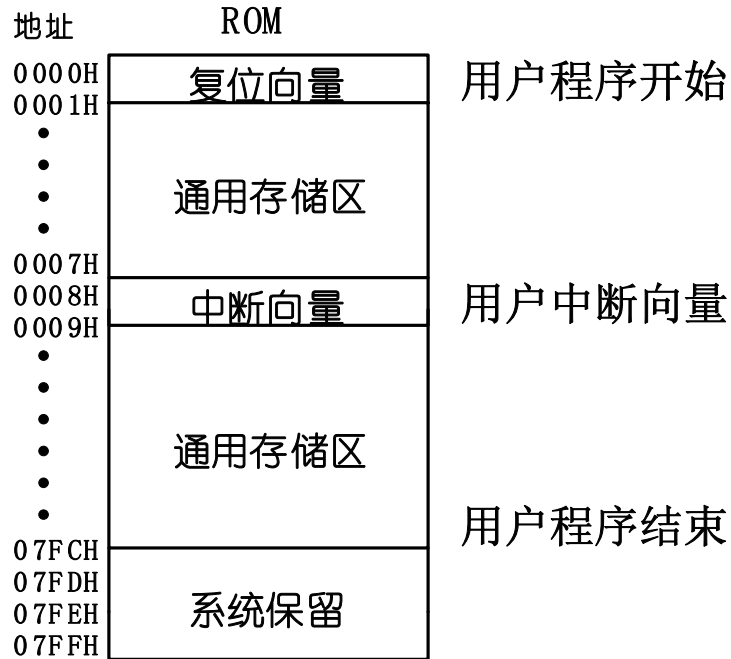 地址 ROM
0000H 复位向量 用户程序开始
0001H
通用存储区
0007H
0008H 中断向量 用户中断向量
0009H
通用存储区
用户程序结束
07FCH
07FDH
07FEH 系统保留
07FFH